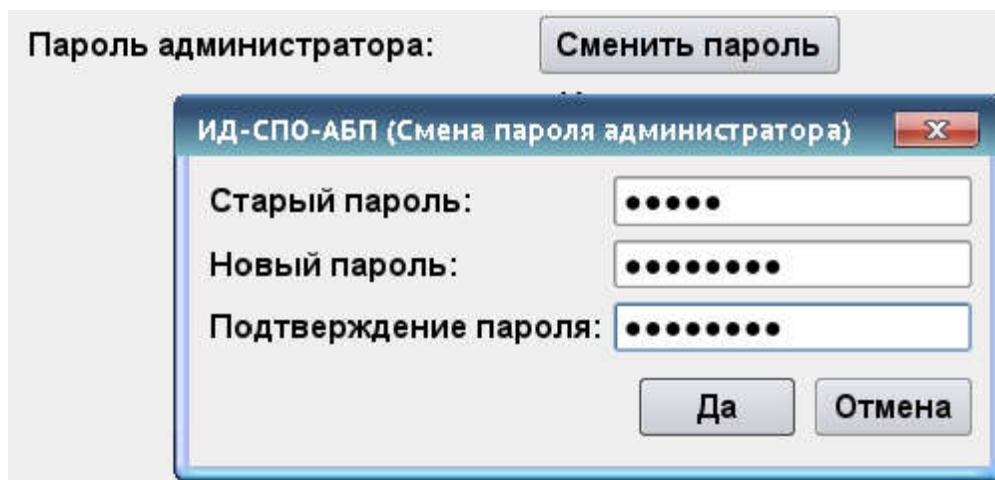 Пароль администратора: Сменить пароль
ИД-СПО-АБП (Смена пароля администратора)
Старый пароль: ●●●●●
Новый пароль: ●●●●●●●●
Подтверждение пароля: ●●●●●●●●
Да Отмена